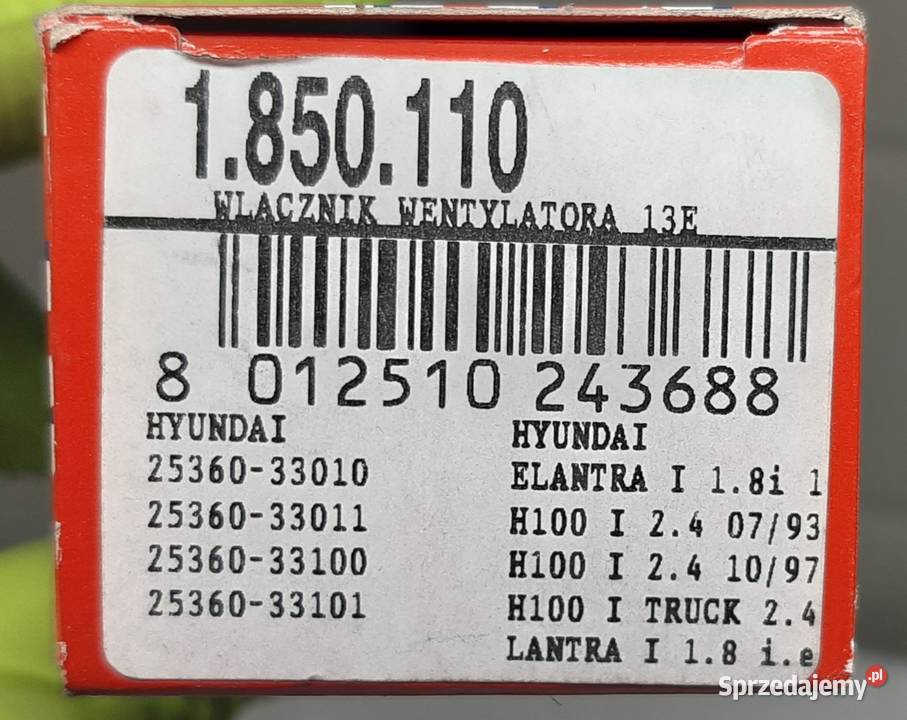 1.850.110
WLACZNIK WENTYLATORA 13E
8 012510 243688
HYUNDAI
25360-33010
25360-33011
25360-33100
25360-33101
HYUNDAI
ELANTRA I 1.8i 1
H100 I 2.4 07/93
H100 I 2.4 10/97
H100 I TRUCK 2.4
LANTRA I 1.8 i.e
Sprzedajemy.pl